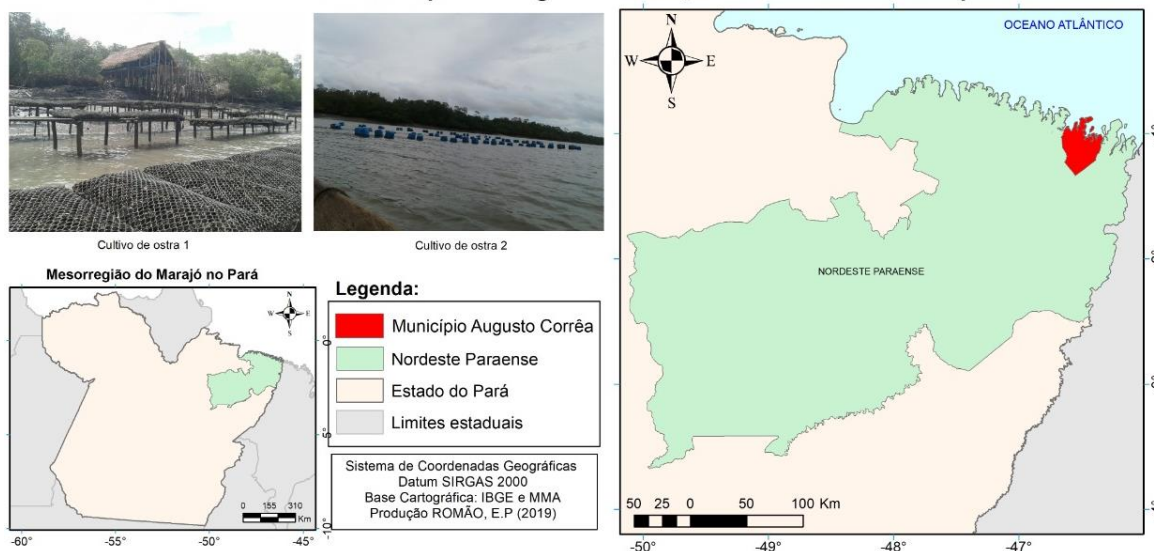 Cultivo de ostra 1
Cultivo de ostra 2
Mesorregião do Marajó no Pará
N
W
E
S
0°
-5°
-10°
0 155 310
Km
-60° -55° -50° -45°
Legenda:
Município Augusto Corrêa
Nordeste Paraense
Estado do Pará
Limites estaduais
Sistema de Coordenadas Geográficas
Datum SIRGAS 2000
Base Cartográfica: IBGE e MMA
Produção ROMÃO, E.P (2019)
OCEANO ATLÂNTICO
N
W
E
S
NORDESTE PARAENSE
50 25 0 50 100
Km
-50° -49° -48° -47°